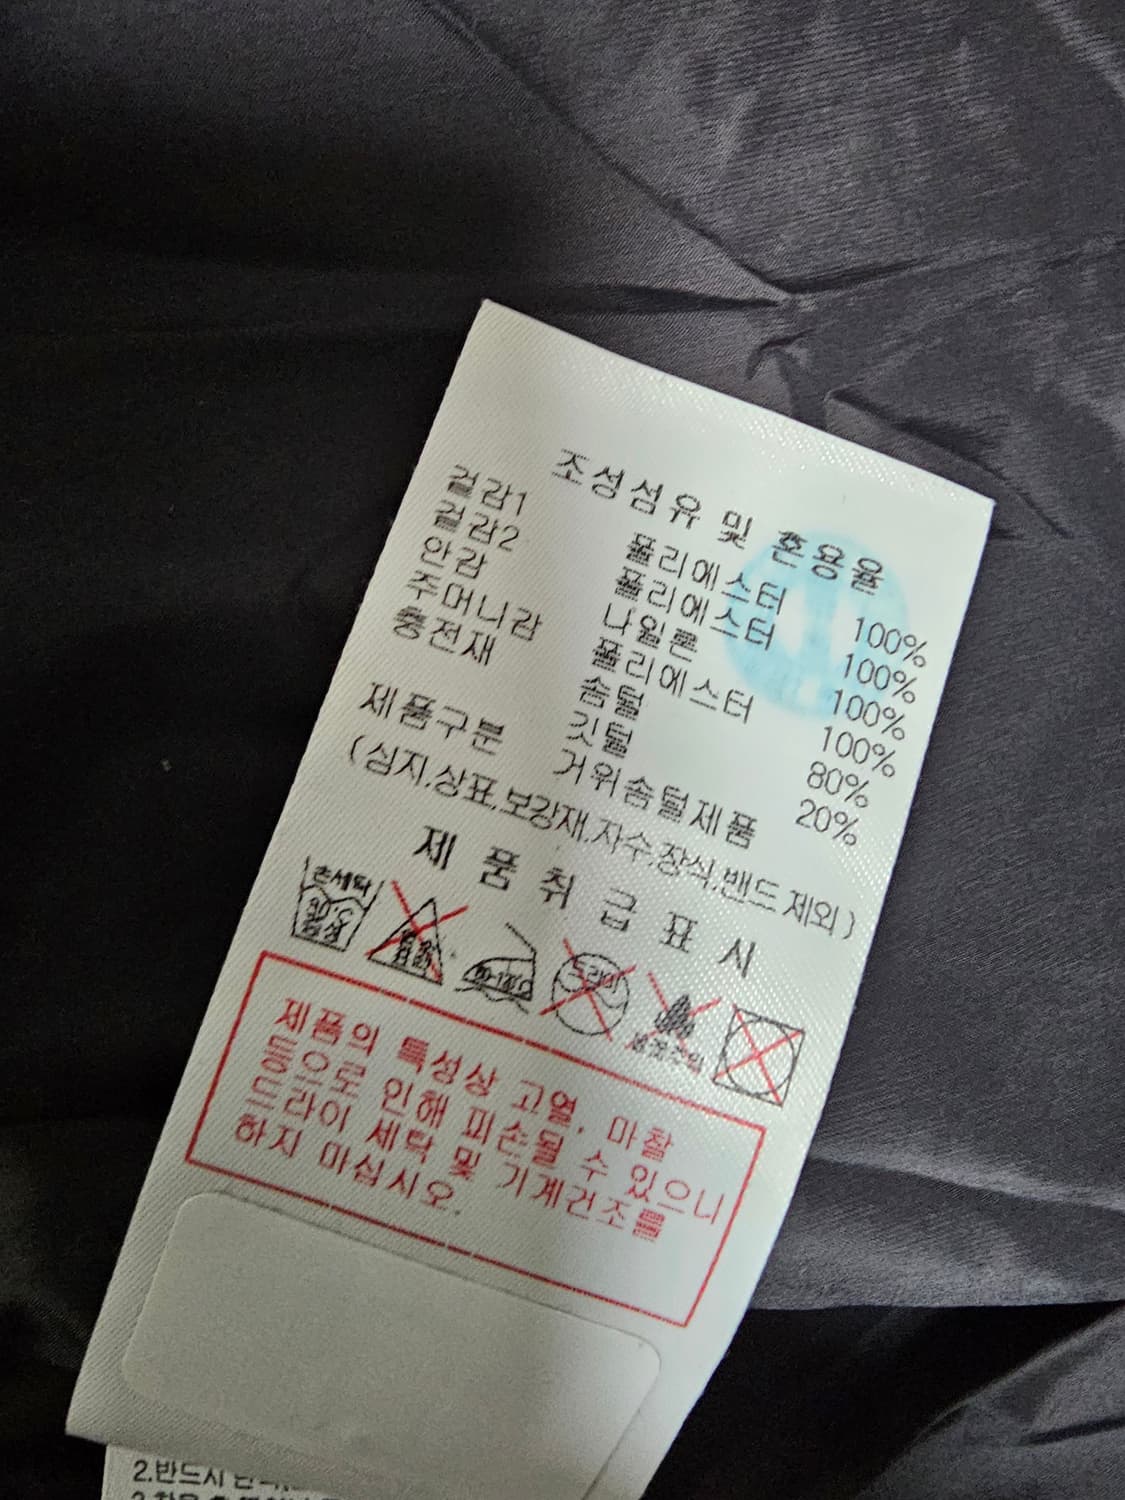 조성섬유 및 혼용율
겉감1 폴리에스터 100%
겉감2 폴리에스터 100%
안감 나일론 100%
주머니감 폴리에스터 100%
충전재 솜털 80%
깃털 20%
제품구분 거위솜털제품
(심지,상표,보강재,자수,장식,밴드 제외)
제 품 취 급 표 시
손세탁
30℃
중성
드라이
제품의 특성상 고열, 마찰
등으로 인해 피손될 수 있으니
드라이 세탁 및 기계건조를
하지 마십시오.
2.반드시